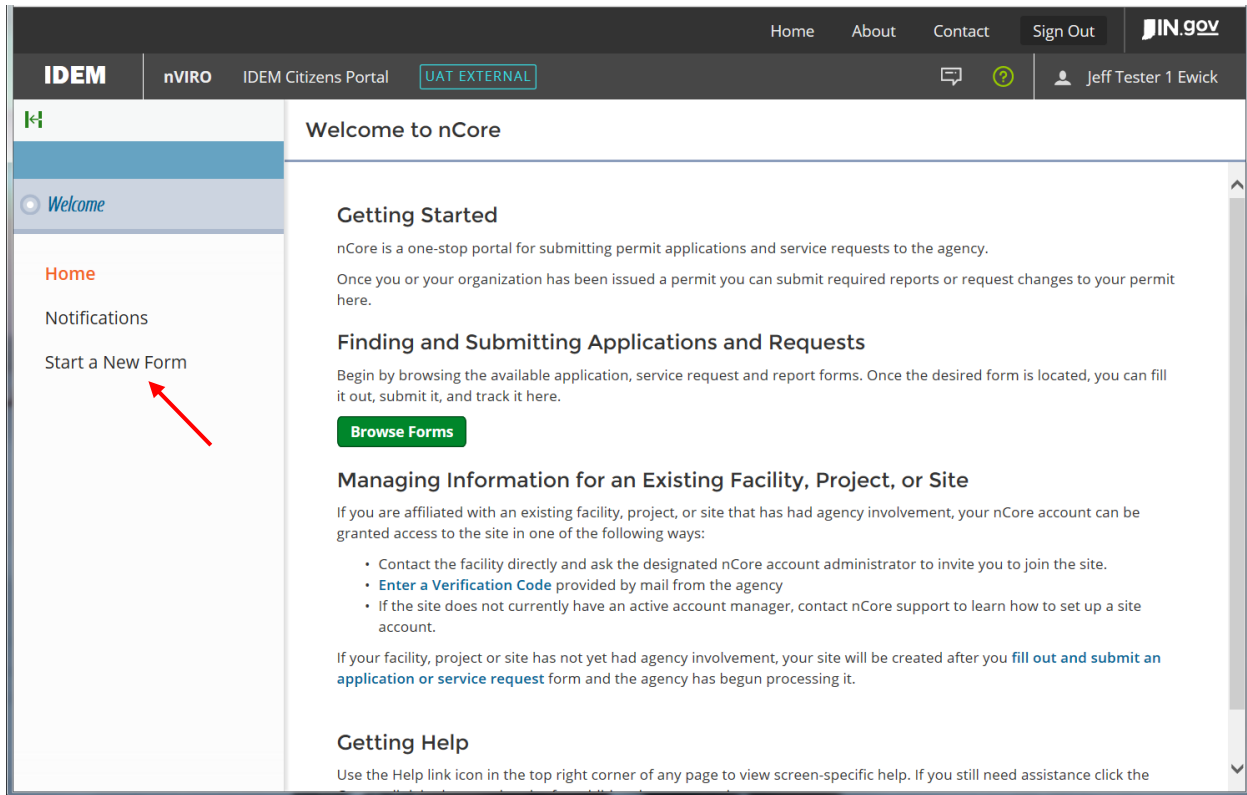 Home About Contact Sign Out IN.gov
IDEM nVIRO IDEM Citizens Portal UAT EXTERNAL ? Jeff Tester 1 Ewick
Welcome to nCore
Welcome
Home
Notifications
Start a New Form
Getting Started
nCore is a one-stop portal for submitting permit applications and service requests to the agency.
Once you or your organization has been issued a permit you can submit required reports or request changes to your permit
here.
Finding and Submitting Applications and Requests
Begin by browsing the available application, service request and report forms. Once the desired form is located, you can fill
it out, submit it, and track it here.
Browse Forms
Managing Information for an Existing Facility, Project, or Site
If you are affiliated with an existing facility, project, or site that has had agency involvement, your nCore account can be
granted access to the site in one of the following ways:
• Contact the facility directly and ask the designated nCore account administrator to invite you to join the site.
• Enter a Verification Code provided by mail from the agency
• If the site does not currently have an active account manager, contact nCore support to learn how to set up a site
account.
If your facility, project or site has not yet had agency involvement, your site will be created after you fill out and submit an
application or service request form and the agency has begun processing it.
Getting Help
Use the Help link icon in the top right corner of any page to view screen-specific help. If you still need assistance click the